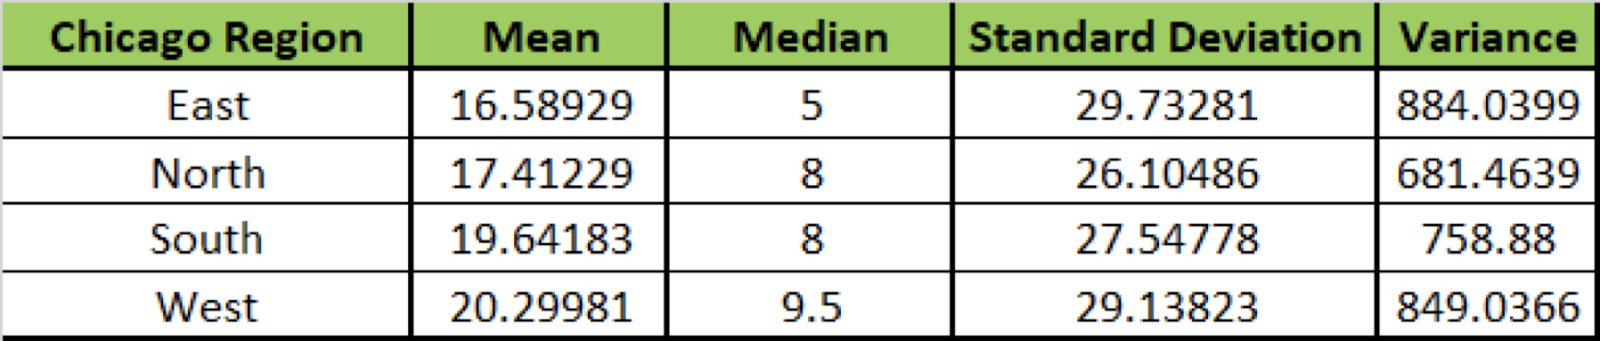 Chicago Region Mean Median Standard Deviation Variance
East 16.58929 5 29.73281 884.0399
North 17.41229 8 26.10486 681.4639
South 19.64183 8 27.54778 758.88
West 20.29981 9.5 29.13823 849.0366